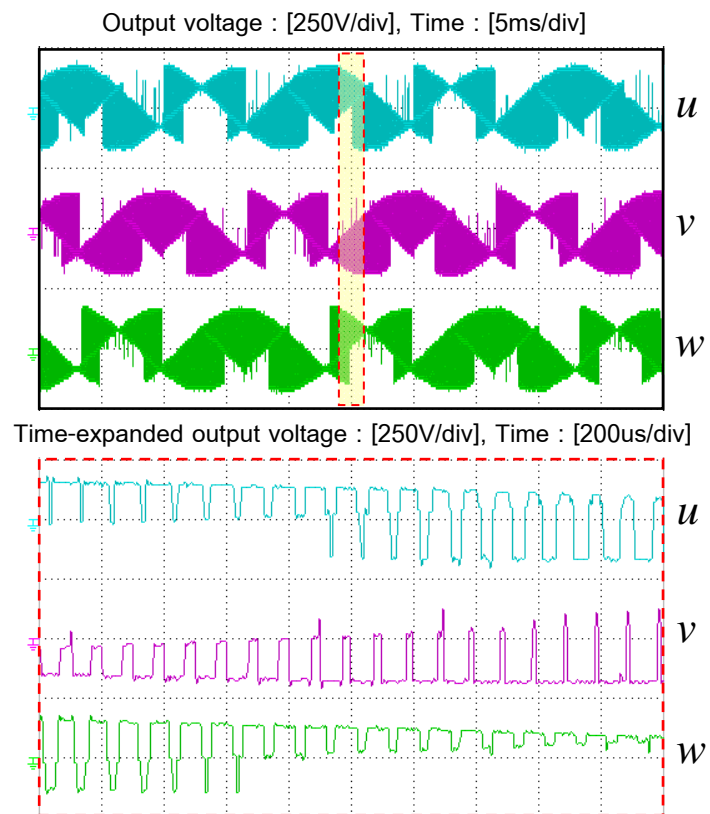 Output voltage : [250V/div], Time : [5ms/div]
u
v
w
Time-expanded output voltage : [250V/div], Time : [200us/div]
u
v
w